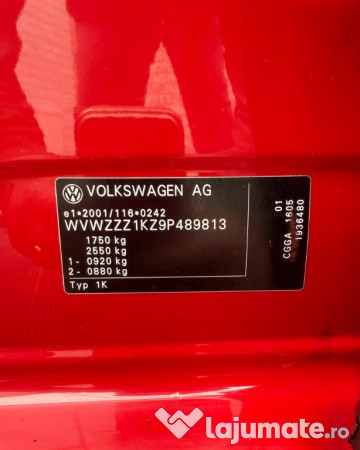 VOLKSWAGEN AG
e1*2001/116*0242
WVWZZZ1KZ9P489813
1750 kg
2550 kg
1- 0920 kg
2- 0880 kg
Typ 1K
01
CGGA 1605
1936480
lajumate.ro!